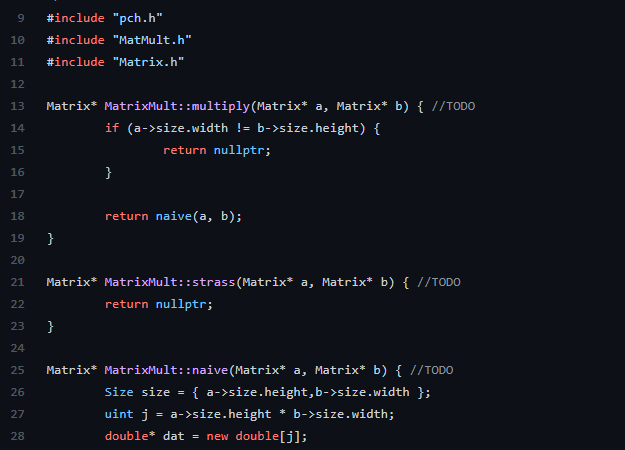 9 #include "pch.h"
10 #include "MatMult.h"
11 #include "Matrix.h"
12
13 Matrix* MatrixMult::multiply(Matrix* a, Matrix* b) { //TODO
14 if (a->size.width != b->size.height) {
15 return nullptr;
16 }
17
18 return naive(a, b);
19 }
20
21 Matrix* MatrixMult::strass(Matrix* a, Matrix* b) { //TODO
22 return nullptr;
23 }
24
25 Matrix* MatrixMult::naive(Matrix* a, Matrix* b) { //TODO
26 Size size = { a->size.height,b->size.width };
27 uint j = a->size.height * b->size.width;
28 double* dat = new double[j];